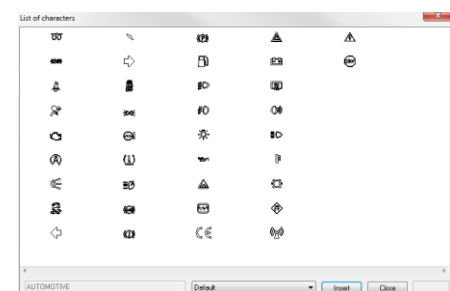 List of characters
AUTOMOTIVE
Default
Insert
Close